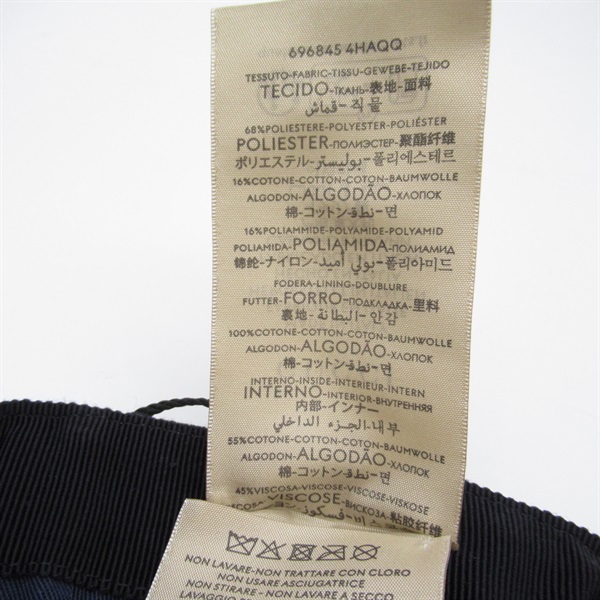 696845 4HAQQ
TESSUTO-FABRIC-TISSU-GEWEBE-TEJIDO
TECIDO-ТКАНЬ-表地-面料
قماش-직물
68%POLIESTERE-POLYESTER-POLIÉSTER
POLIESTER-ПОЛИЭСТЕР-聚酯纤维
ポリエステル-بوليستر-폴리에스테르
16%COTONE-COTTON-COTON-BAUMWOLLE
ALGODON-ALGODÃO-ХЛОПОК
棉-コットン-قطن-면
16%POLIAMMIDE-POLYAMIDE-POLYAMID
POLIAMIDA-POLIAMIDA-ПОЛИАМИД
锦纶-ナイロン-بولي أميد-폴리아미드
FODERA-LINING-DOUBLURE
FUTTER-FORRO-ПОДКЛАДКА-里料
裏地-البطانة-안감
100%COTONE-COTTON-COTON-BAUMWOLLE
ALGODON-ALGODÃO-ХЛОПОК
棉-コットン-قطن-면
INTERNO-INSIDE-INTERIEUR-INTERN
INTERNO-INTERIOR-ВНУТРЕННЯЯ
内部-インナー
부내-الجزء الداخلي
55%COTONE-COTTON-COTON-BAUMWOLLE
ALGODON-ALGODÃO-ХЛОПОК
棉-コットン-قطن-면
45%VISCOSA-VISCOSE-VISCOSE-VISKOSE
VISCOSE-ВИСКОЗА-粘胶纤维
فسكوز
NON LAVARE-NON TRATTARE CON CLORO
NON USARE ASCIUGATRICE
NON STIRARE - NON LAVARE A
LAVAGGIO